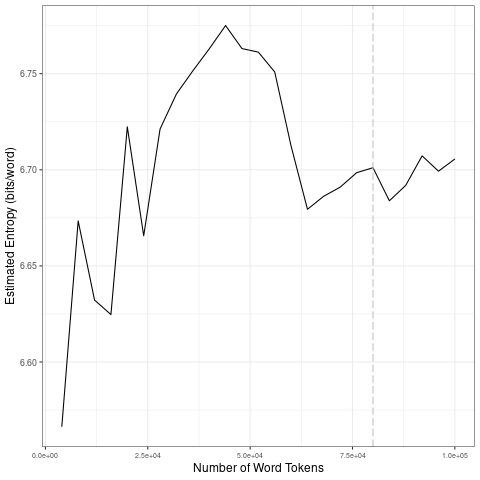 Estimated Entropy (bits/word)
6.75
6.70
6.65
6.60
0.0e+00 2.5e+04 5.0e+04 7.5e+04 1.0e+05
Number of Word Tokens